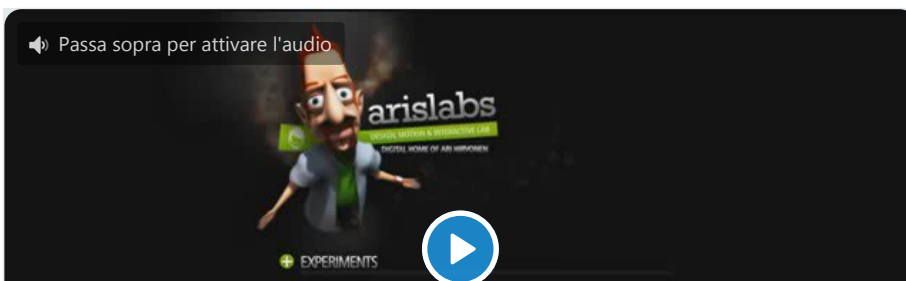 Passa sopra per attivare l'audio
arislabs
DESIGN, MOTION & INTERACTIVE LAB
DIGITAL HOME OF ARI HIRVONEN
EXPERIMENTS